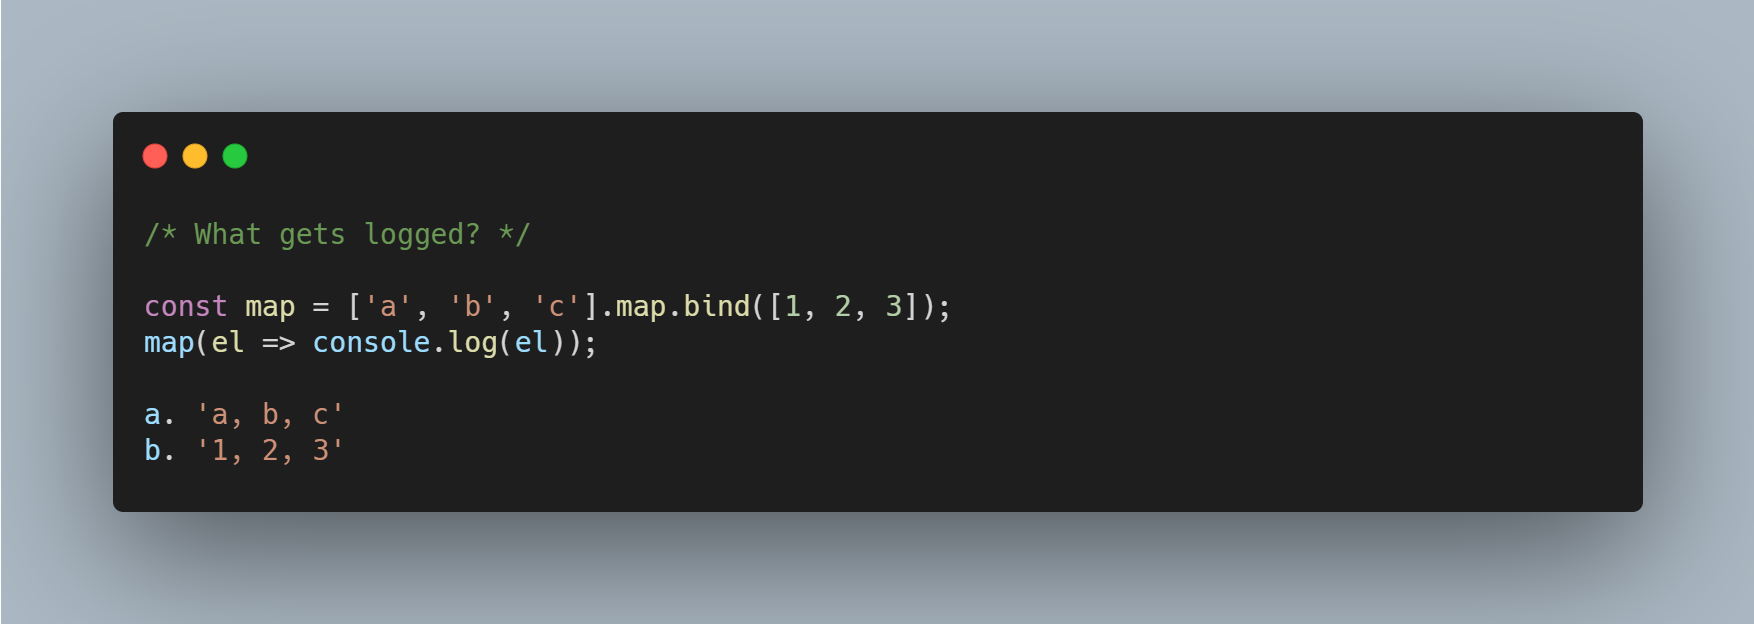 /* What gets logged? */
const map = ['a', 'b', 'c'].map.bind([1, 2, 3]);
map(el => console.log(el));
a. 'a, b, c'
b. '1, 2, 3'